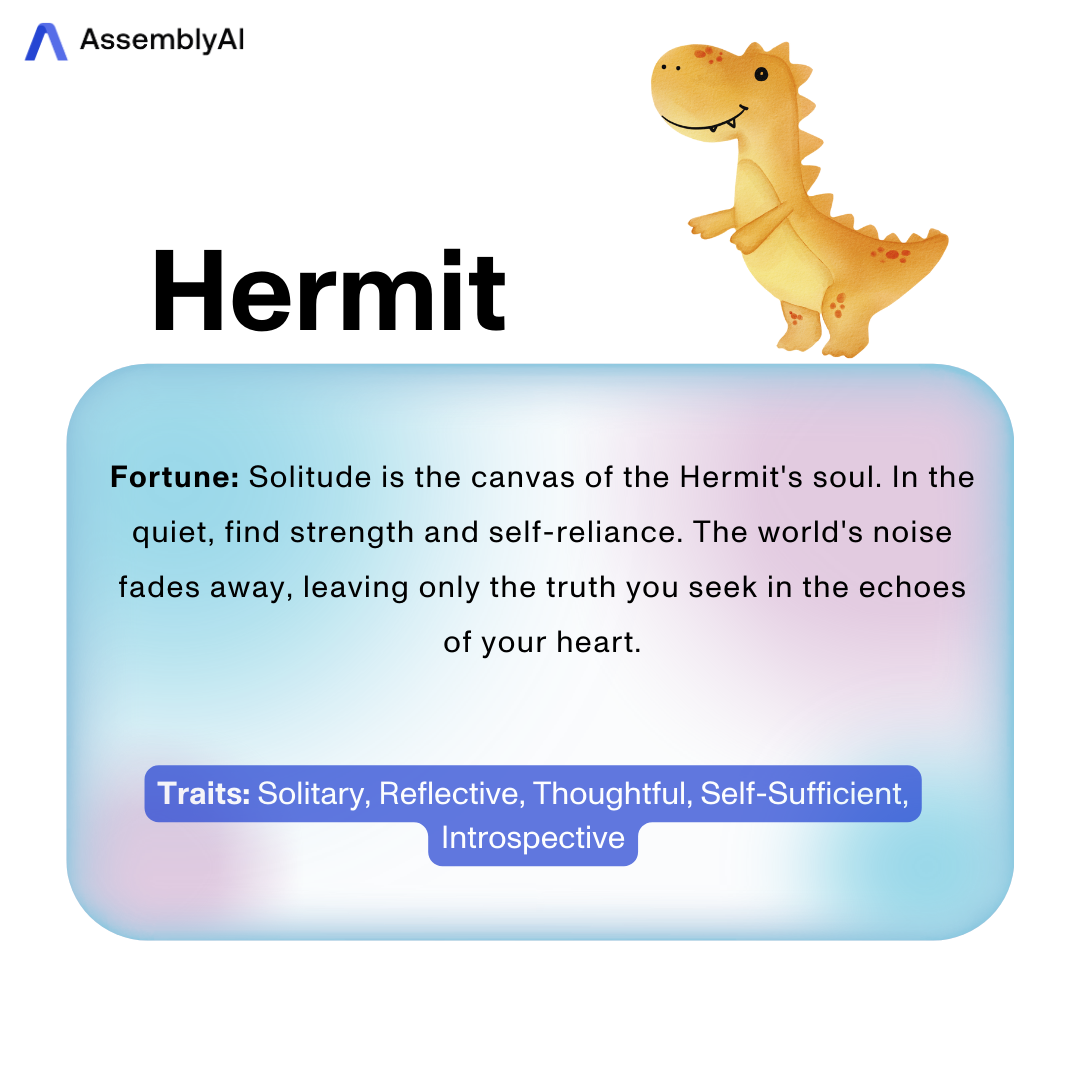 AssemblyAI
Hermit
Fortune: Solitude is the canvas of the Hermit's soul. In the
quiet, find strength and self-reliance. The world's noise
fades away, leaving only the truth you seek in the echoes
of your heart.
Traits: Solitary, Reflective, Thoughtful, Self-Sufficient,
Introspective